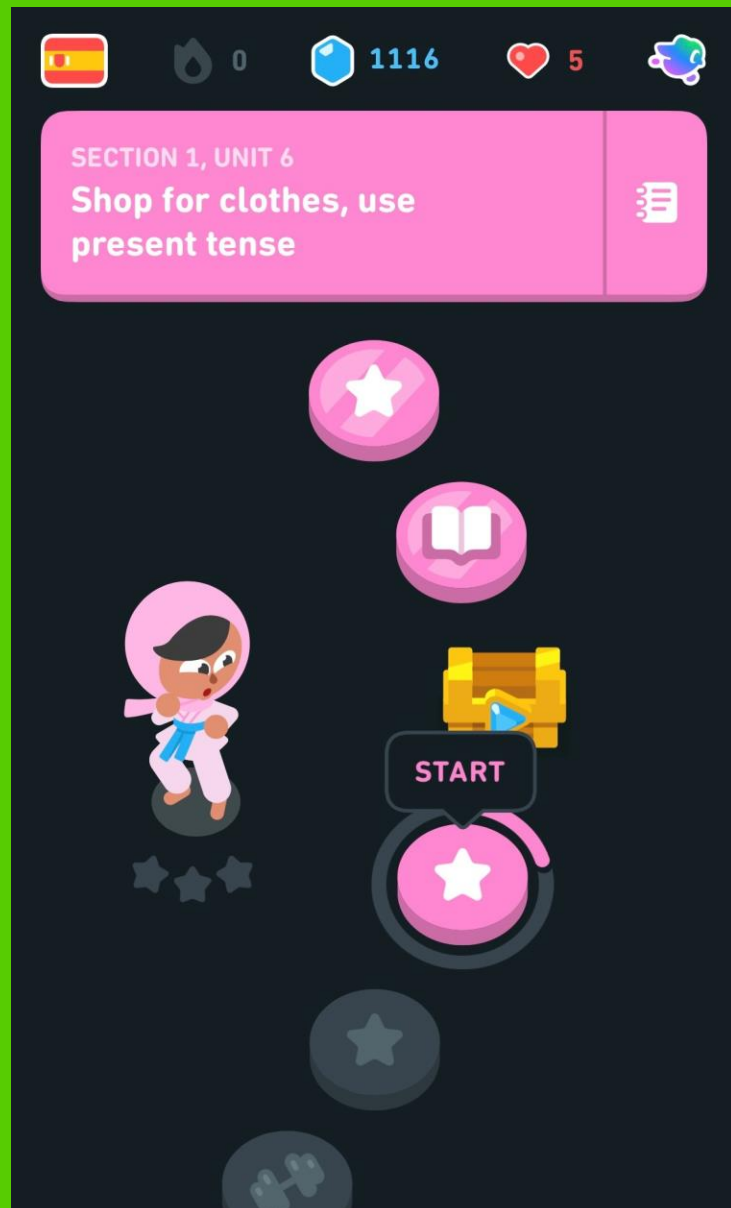 0 1116 5
SECTION 1, UNIT 6
Shop for clothes, use
present tense
START